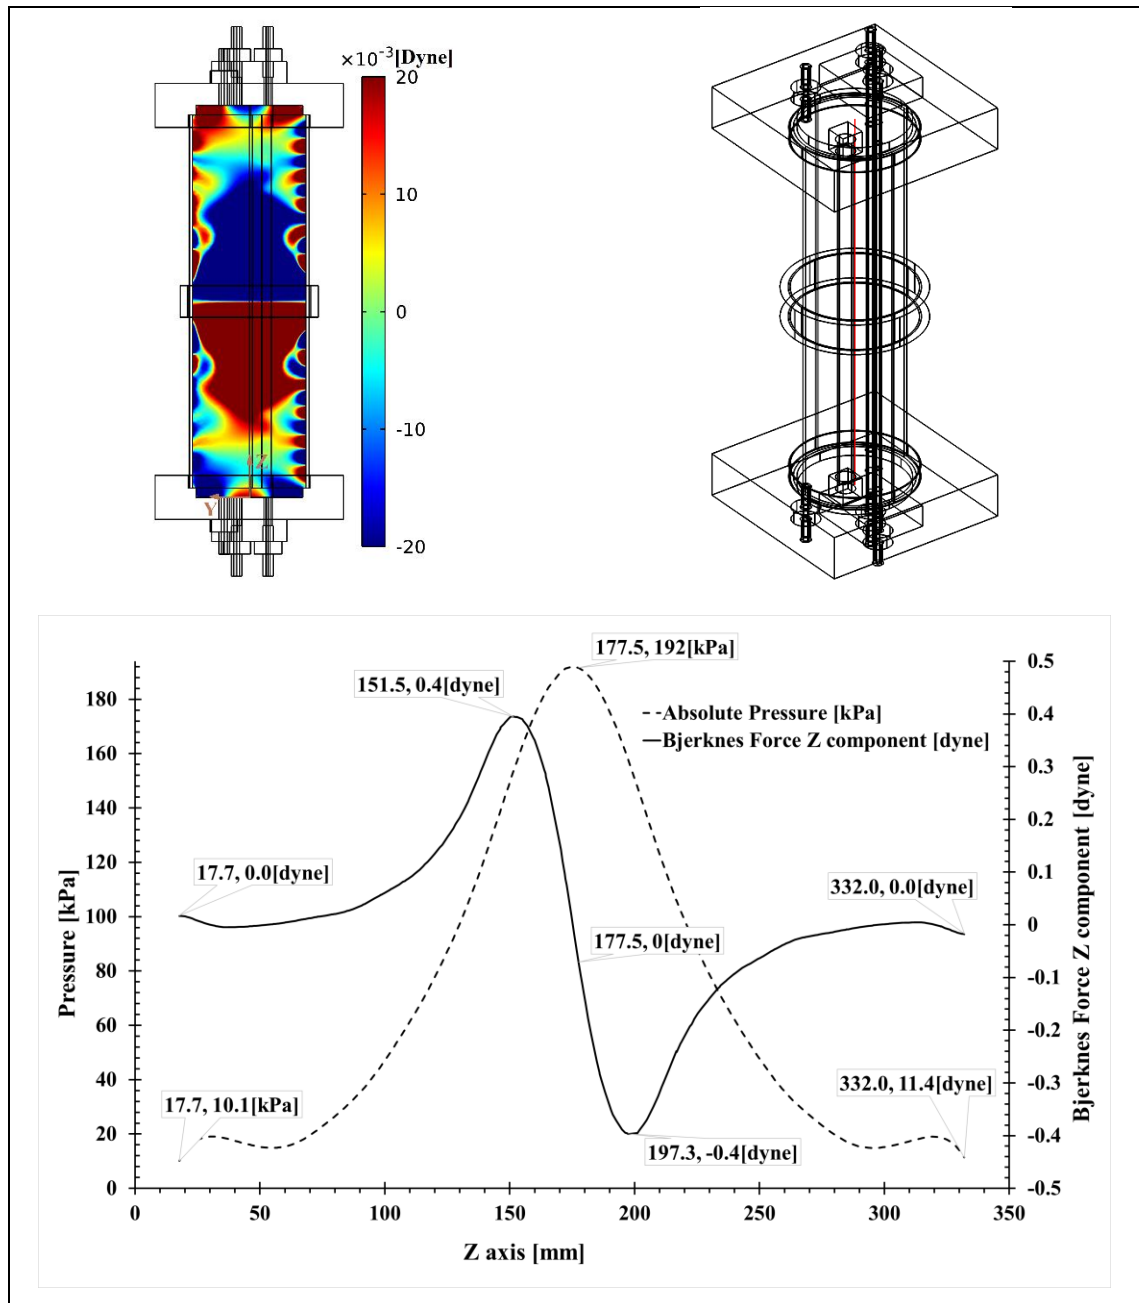 ×10⁻³[Dyne]
20
10
0
-10
-20
Z
Y
177.5, 192[kPa]
151.5, 0.4[dyne]
Absolute Pressure [kPa]
Bjerknes Force Z component [dyne]
17.7, 0.0[dyne]
332.0, 0.0[dyne]
177.5, 0[dyne]
332.0, 11.4[dyne]
17.7, 10.1[kPa]
197.3, -0.4[dyne]
Pressure [kPa]
180
160
140
120
100
80
60
40
20
0
0.5
0.4
0.3
0.2
0.1
0
-0.1
-0.2
-0.3
-0.4
-0.5
Bjerknes Force Z component [dyne]
0 50 100 150 200 250 300 350
Z axis [mm]